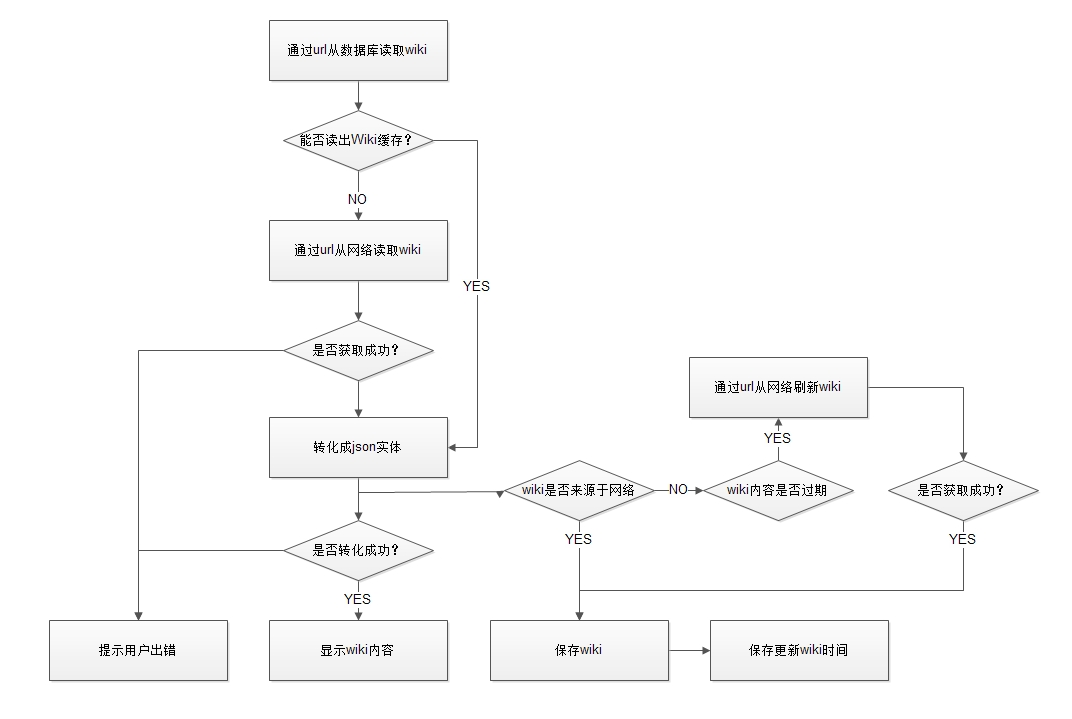 通过url从数据库读取wiki
能否读出Wiki缓存?
NO
通过url从网络读取wiki
YES
是否获取成功?
转化成json实体
通过url从网络刷新wiki
YES
wiki是否来源于网络
NO
wiki内容是否过期
是否获取成功?
YES
YES
是否转化成功?
YES
提示用户出错
显示wiki内容
保存wiki
保存更新wiki时间